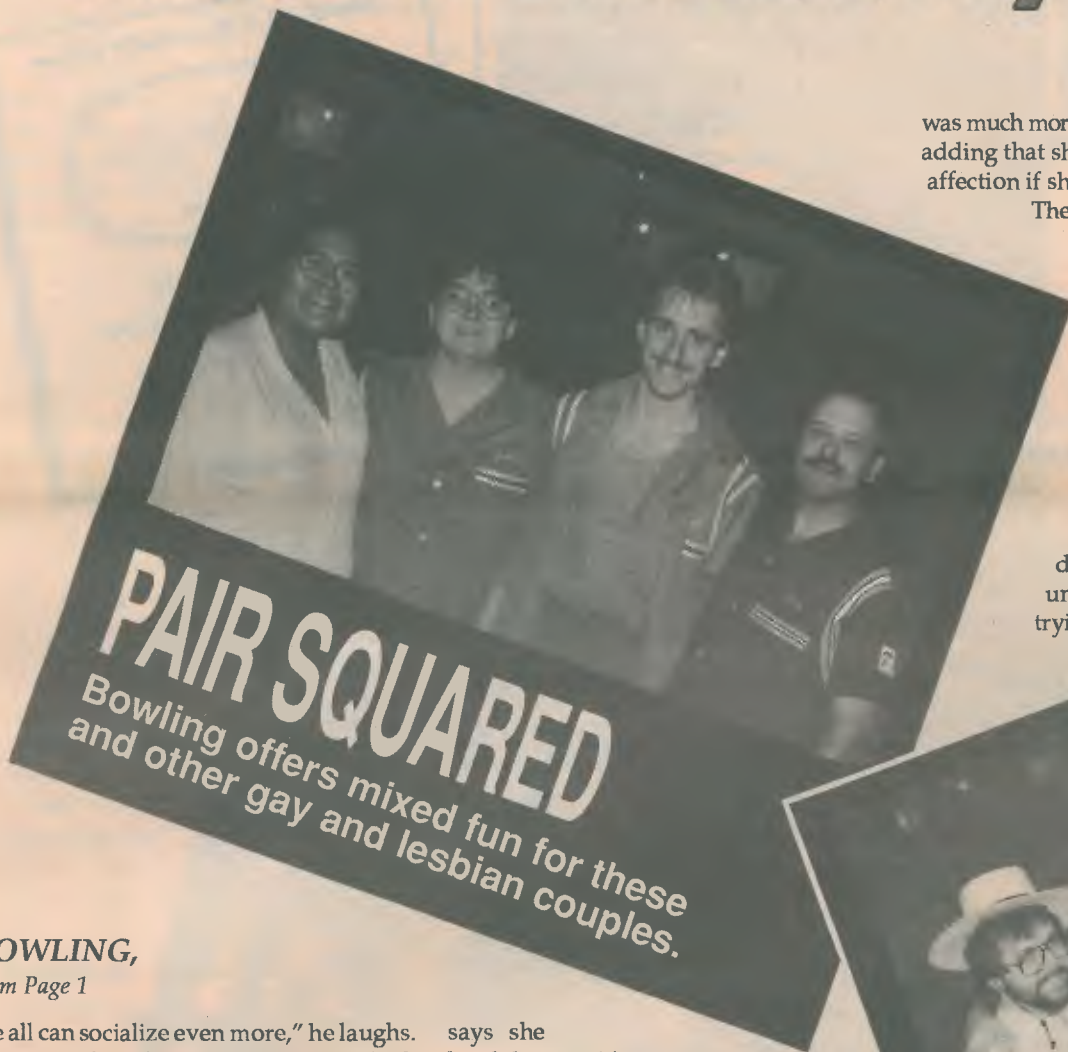 was much mor
adding that sh
affection if sh
The
d
ur
tryi
PAIR SQUARED
Bowling offers mixed fun for these
and other gay and lesbian couples.
OWLING,
m Page 1
e all can socialize even more," he laughs.
says she